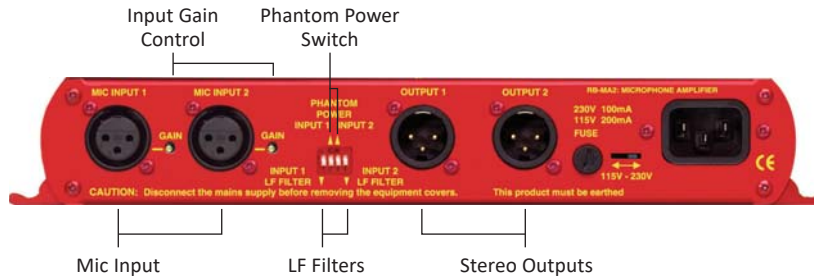 Input Gain
Control
Phantom Power
Switch
MIC INPUT 1
MIC INPUT 2
PHANTOM
POWER
INPUT 1 INPUT 2
OUTPUT 1
OUTPUT 2
RB-MA2: MICROPHONE AMPLIFIER
230V 100mA
115V 200mA
FUSE
GAIN
GAIN
INPUT 1
LF FILTER
INPUT 2
LF FILTER
115V - 230V
CE
CAUTION: Disconnect the mains supply before removing the equipment covers.
This product must be earthed
Mic Input
LF Filters
Stereo Outputs